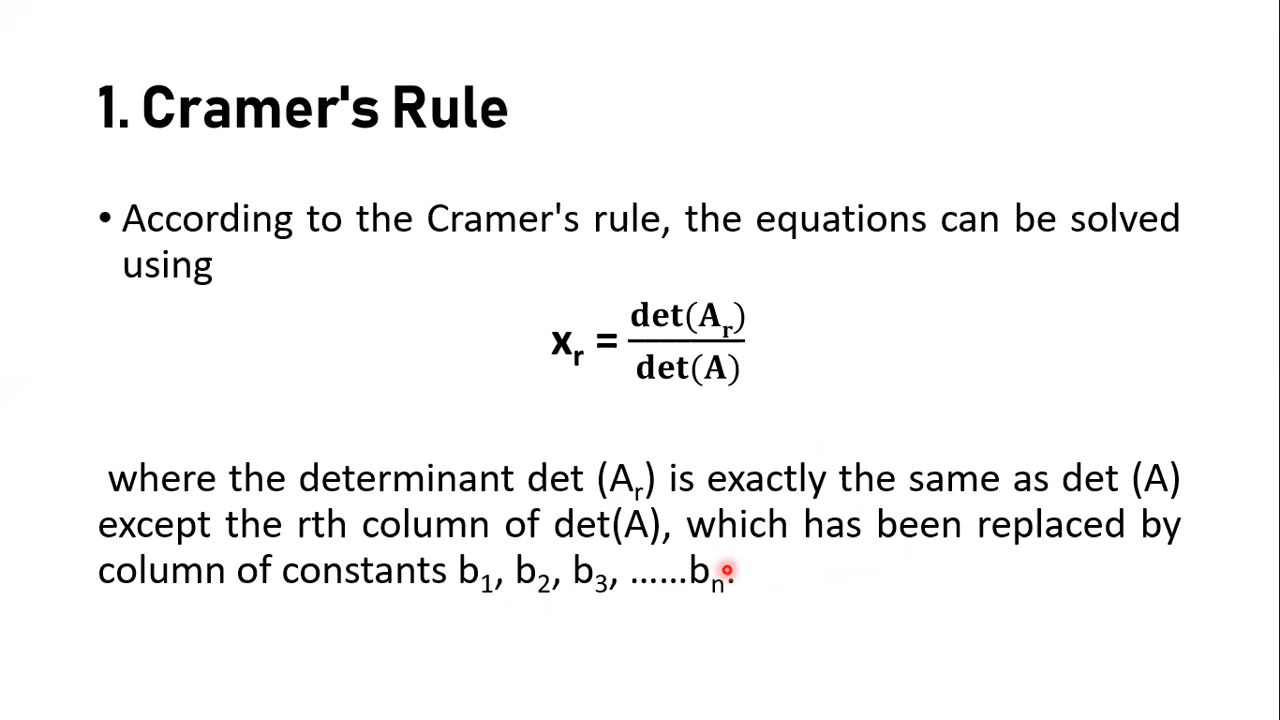 1. Cramer's Rule
• According to the Cramer's rule, the equations can be solved
using
xᵣ = det(Aᵣ) / det(A)
where the determinant det (Aᵣ) is exactly the same as det (A)
except the rth column of det(A), which has been replaced by
column of constants b₁, b₂, b₃, ......bₙ.